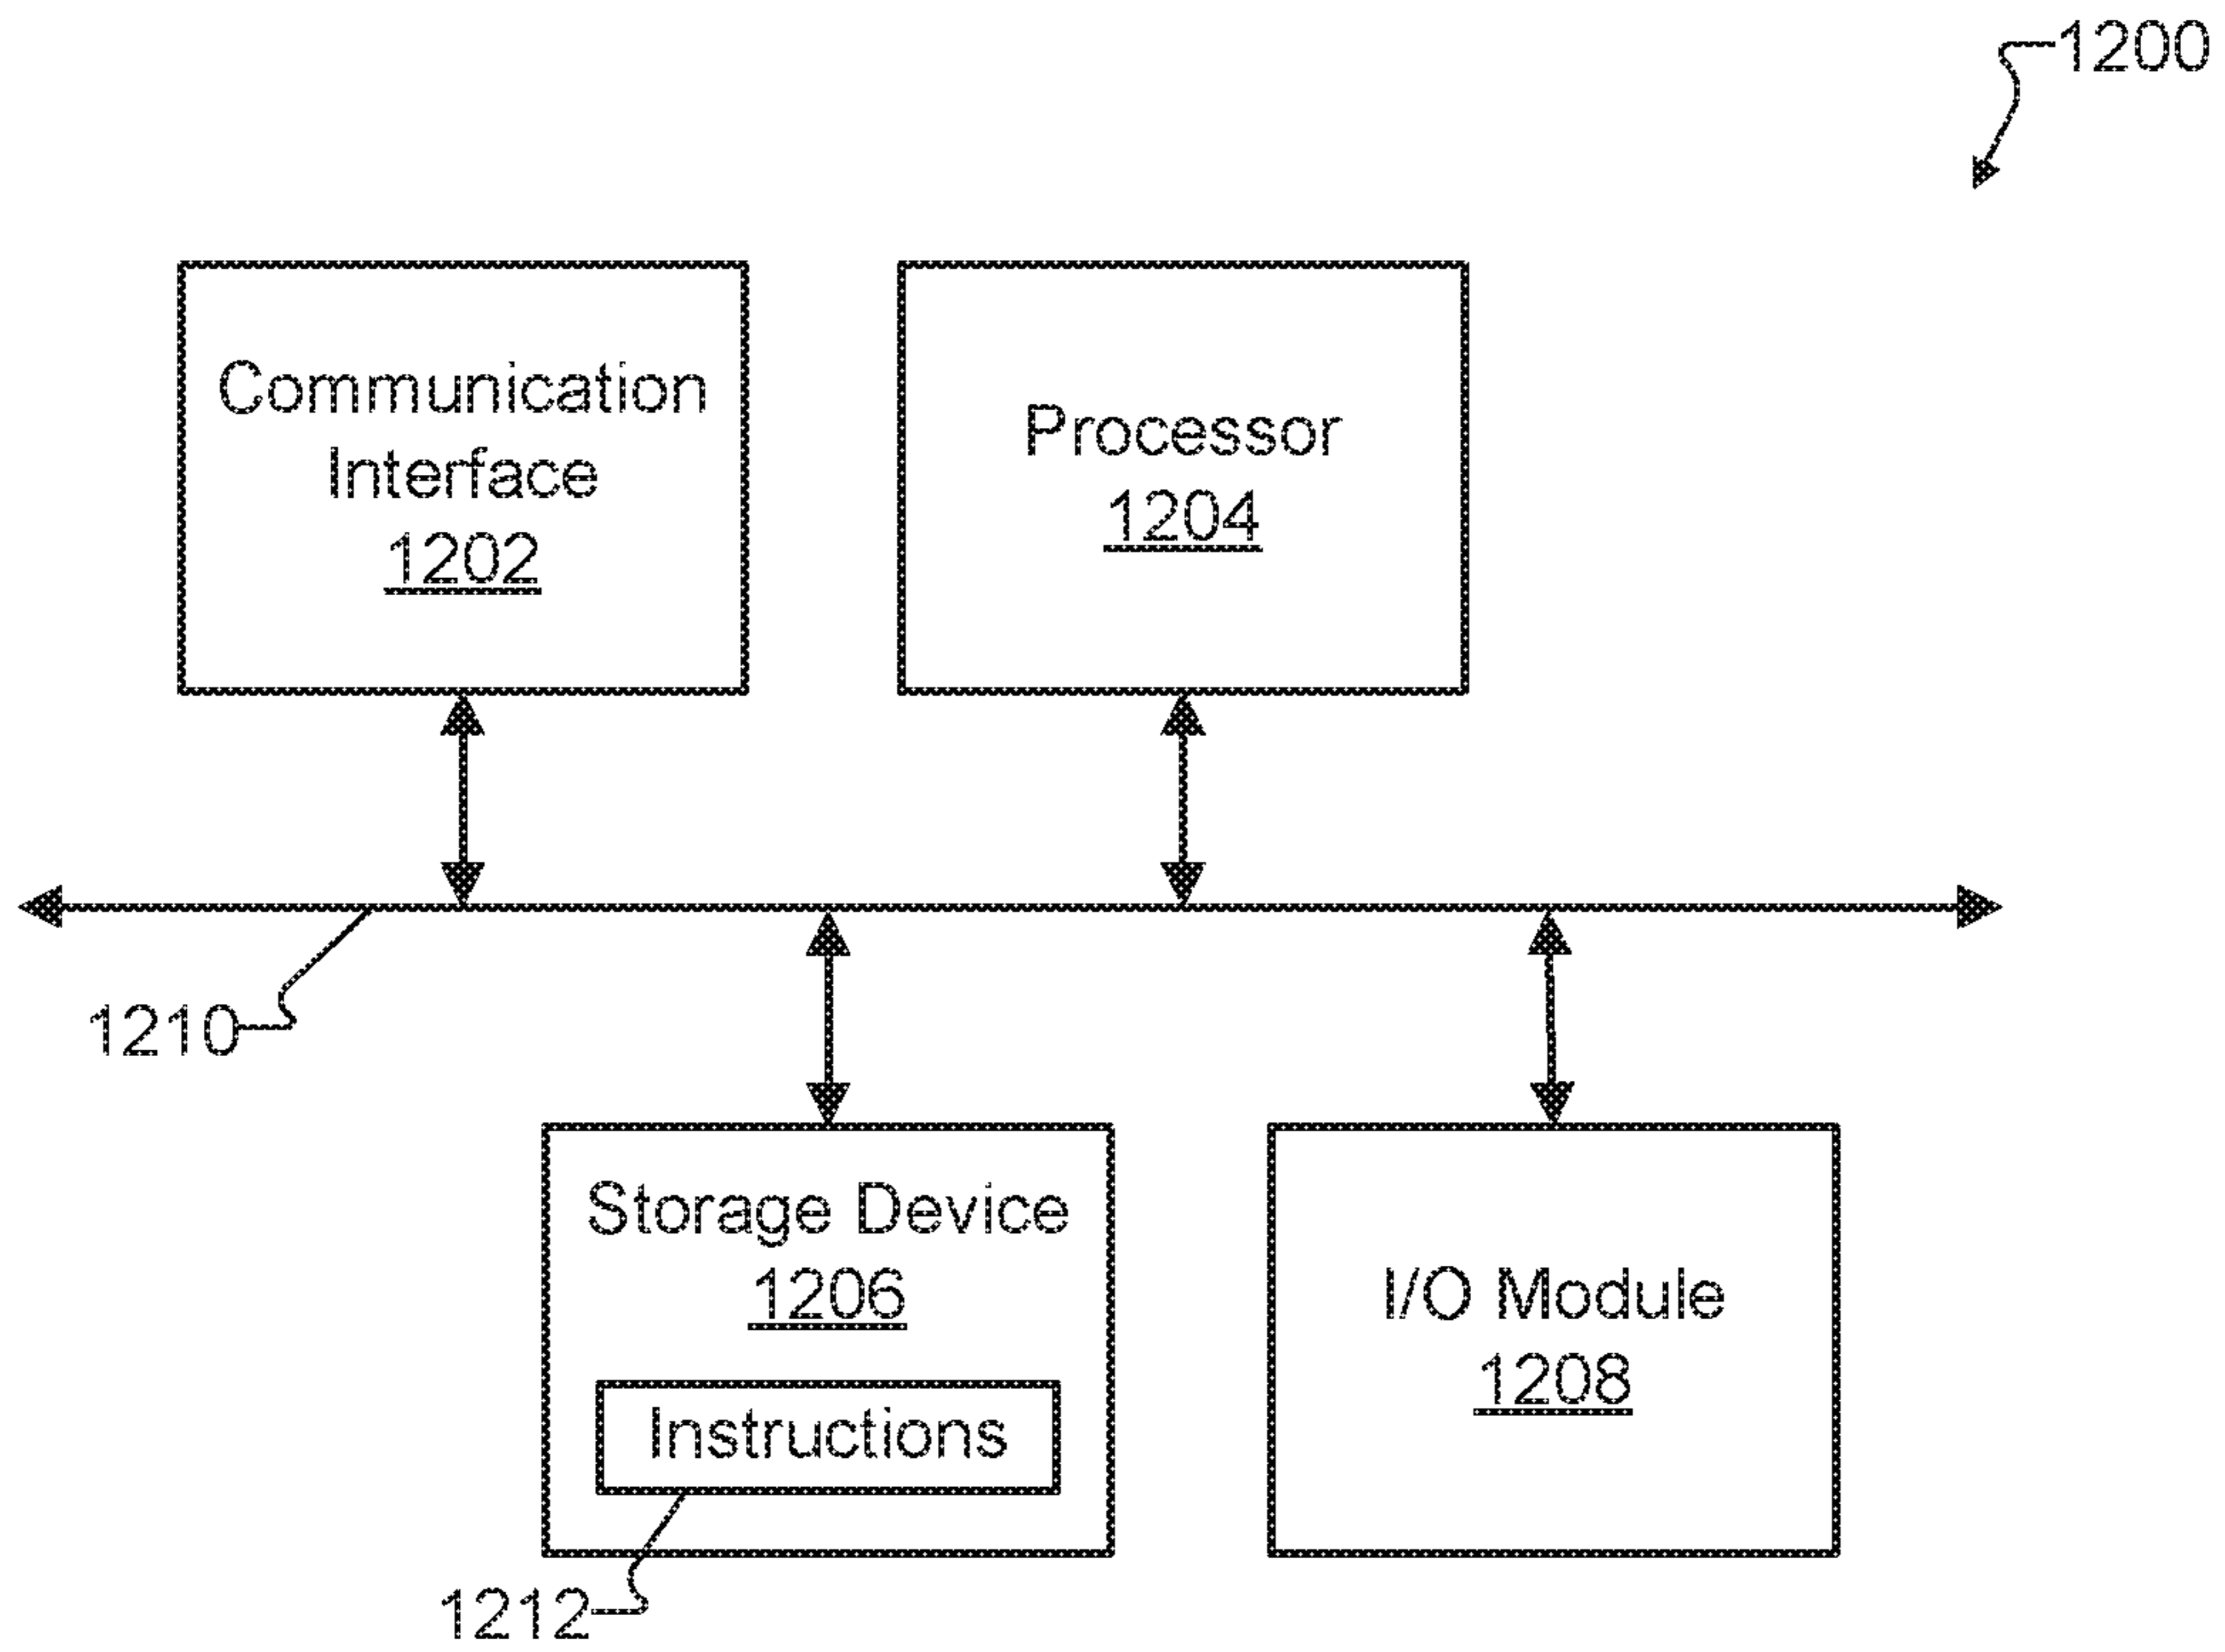 1200
Communication
Interface
1202
Processor
1204
1210
Storage Device
1206
Instructions
1212
I/O Module
1208